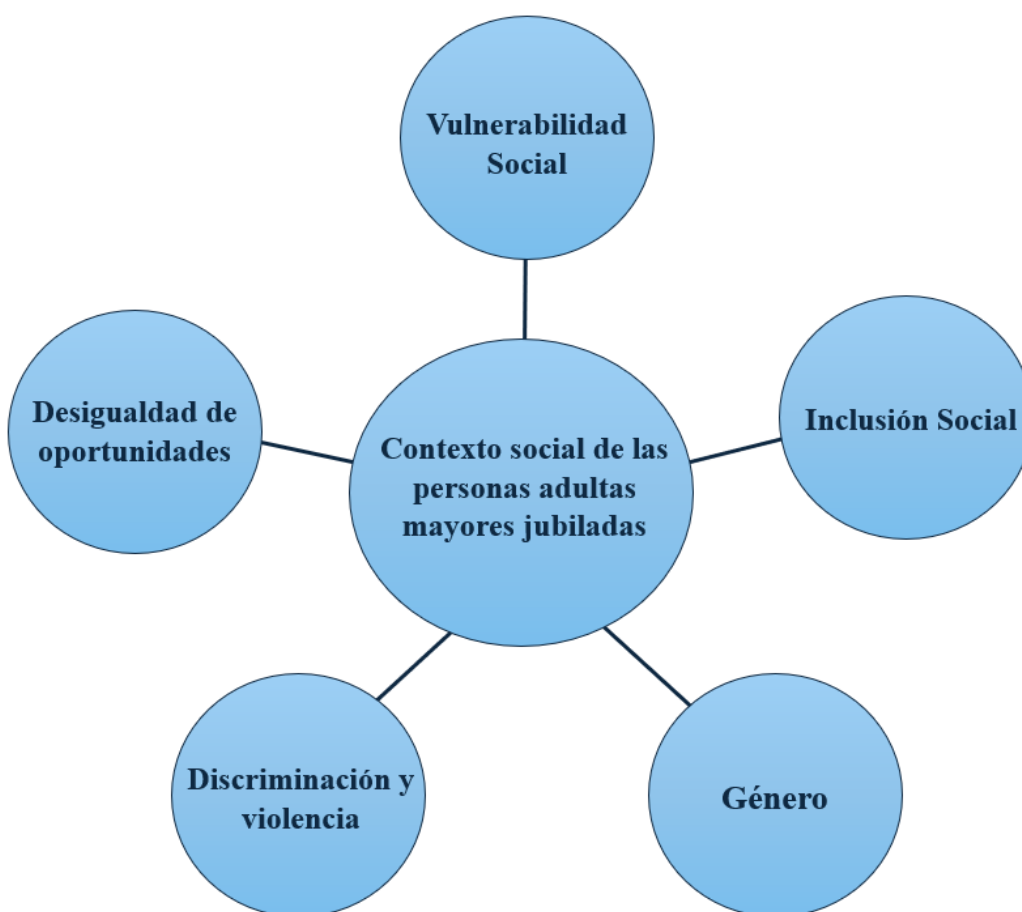 Vulnerabilidad
Social
Desigualdad de
oportunidades
Inclusión Social
Contexto social de las
personas adultas
mayores jubiladas
Discriminación y
violencia
Género